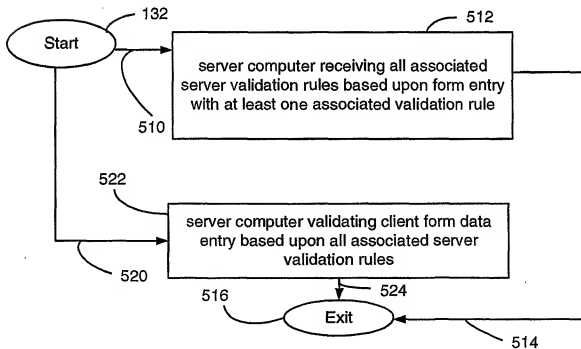 132
512
Start
server computer receiving all associated
server validation rules based upon form entry
with at least one associated validation rule
510
522
server computer validating client form data
entry based upon all associated server
validation rules
520
524
516
Exit
514